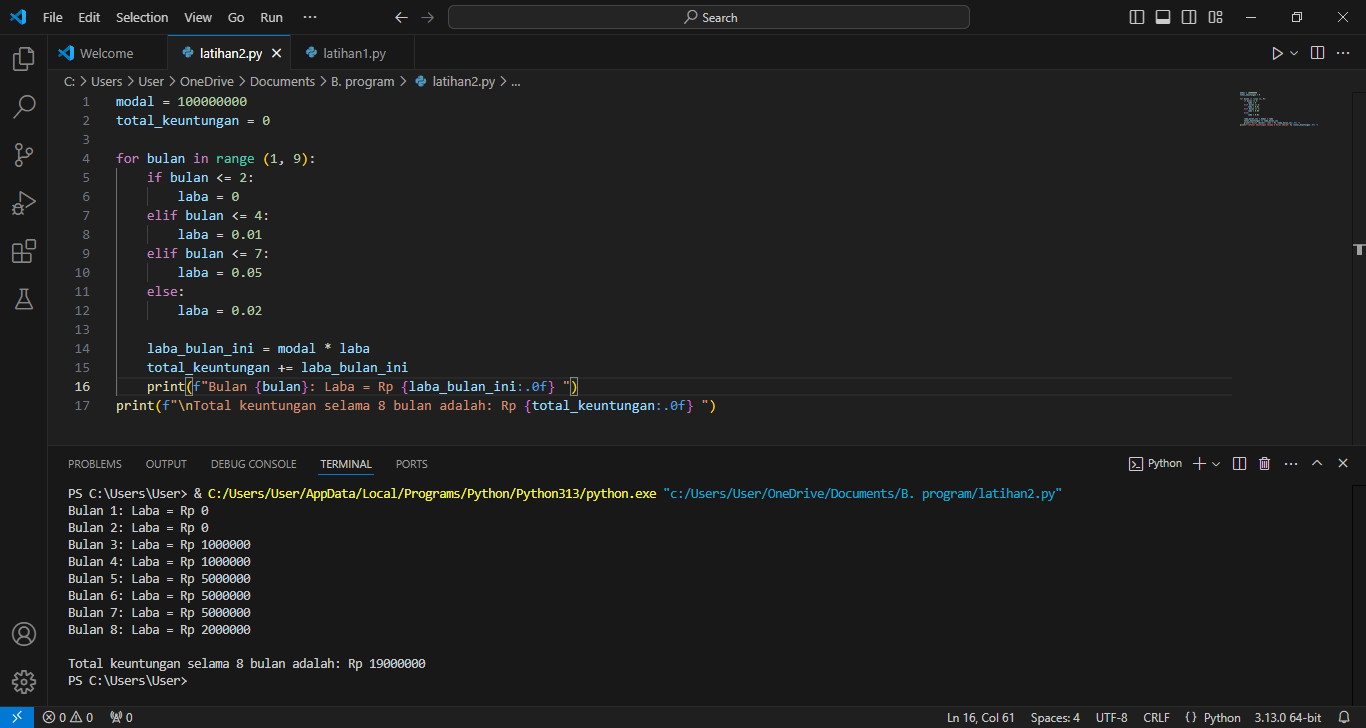 File Edit Selection View Go Run ··· Search
Welcome latihan2.py latihan1.py
C: > Users > User > OneDrive > Documents > B. program > latihan2.py > ...
1 modal = 100000000
2 total_keuntungan = 0
3
4 for bulan in range (1, 9):
5     if bulan <= 2:
6         laba = 0
7     elif bulan <= 4:
8         laba = 0.01
9     elif bulan <= 7:
10         laba = 0.05
11     else:
12         laba = 0.02
13
14     laba_bulan_ini = modal * laba
15     total_keuntungan += laba_bulan_ini
16     print(f"Bulan {bulan}: Laba = Rp {laba_bulan_ini:.0f} ")
17 print(f"\nTotal keuntungan selama 8 bulan adalah: Rp {total_keuntungan:.0f} ")
PROBLEMS OUTPUT DEBUG CONSOLE TERMINAL PORTS Python
PS C:\Users\User> & C:/Users/User/AppData/Local/Programs/Python/Python313/python.exe "c:/Users/User/OneDrive/Documents/B. program/latihan2.py"
Bulan 1: Laba = Rp 0
Bulan 2: Laba = Rp 0
Bulan 3: Laba = Rp 1000000
Bulan 4: Laba = Rp 1000000
Bulan 5: Laba = Rp 5000000
Bulan 6: Laba = Rp 5000000
Bulan 7: Laba = Rp 5000000
Bulan 8: Laba = Rp 2000000

Total keuntungan selama 8 bulan adalah: Rp 19000000
PS C:\Users\User>
0 0 0 Ln 16, Col 61 Spaces: 4 UTF-8 CRLF {} Python 3.13.0 64-bit